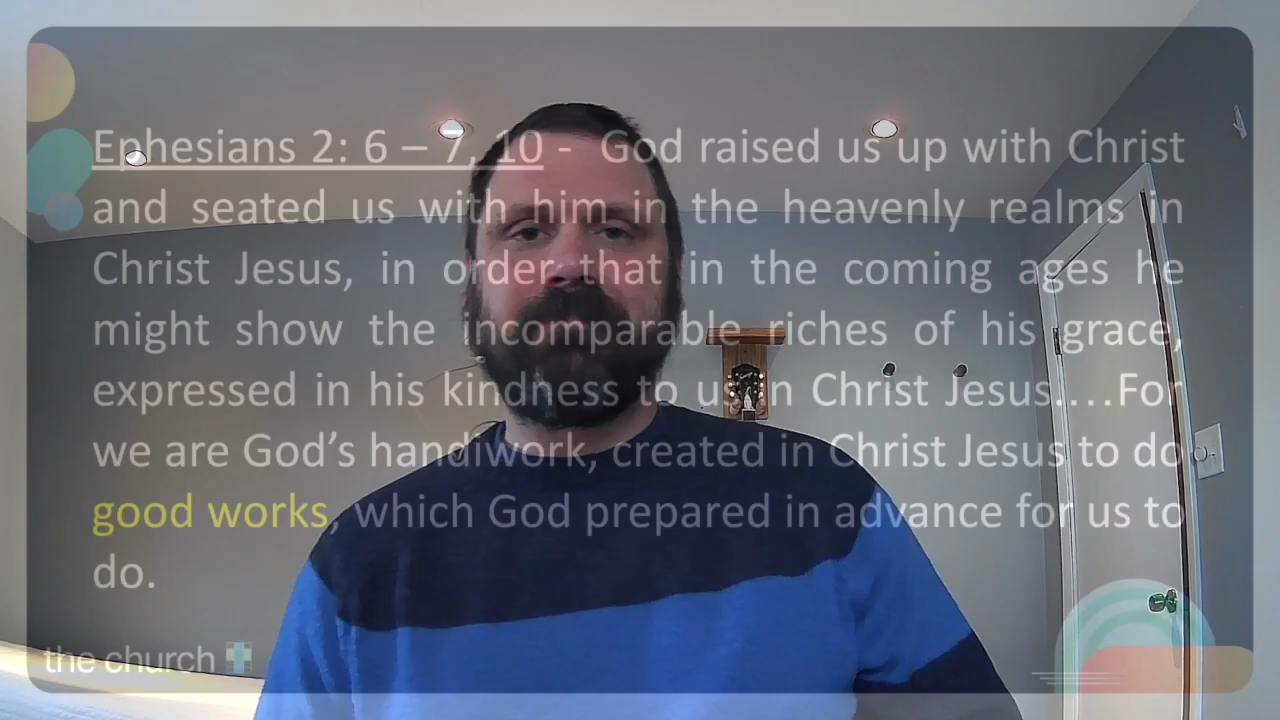 Ephesians 2: 6 – 7, 10 - God raised us up with Christ
and seated us with him in the heavenly realms in
Christ Jesus, in order that in the coming ages he
might show the incomparable riches of his grace,
expressed in his kindness to us in Christ Jesus....For
we are God’s handiwork, created in Christ Jesus to do
good works, which God prepared in advance for us to
do.
the church